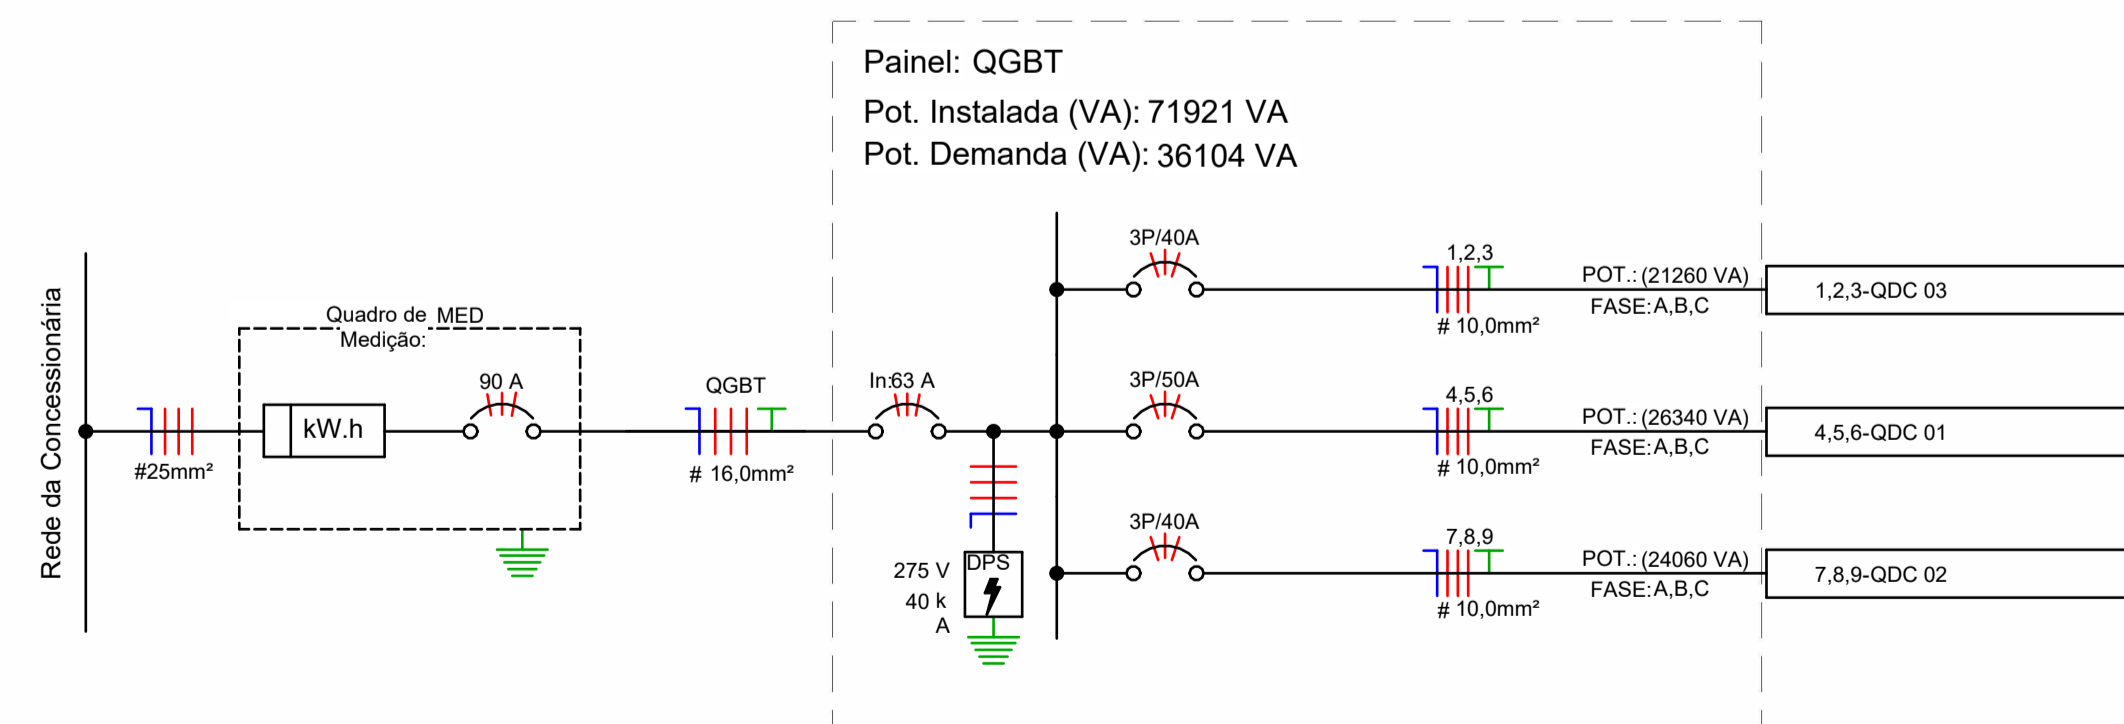 Painel: QGBT
Pot. Instalada (VA): 71921 VA
Pot. Demanda (VA): 36104 VA
Rede da Concessionária
#25mm²
Quadro de MED
Medição:
kW.h
90 A
QGBT
# 16,0mm²
In:63 A
DPS
275 V
40 k
A
3P/40A
1,2,3
# 10,0mm²
POT.: (21260 VA)
FASE:A,B,C
1,2,3-QDC 03
3P/50A
4,5,6
# 10,0mm²
POT.: (26340 VA)
FASE:A,B,C
4,5,6-QDC 01
3P/40A
7,8,9
# 10,0mm²
POT.: (24060 VA)
FASE:A,B,C
7,8,9-QDC 02